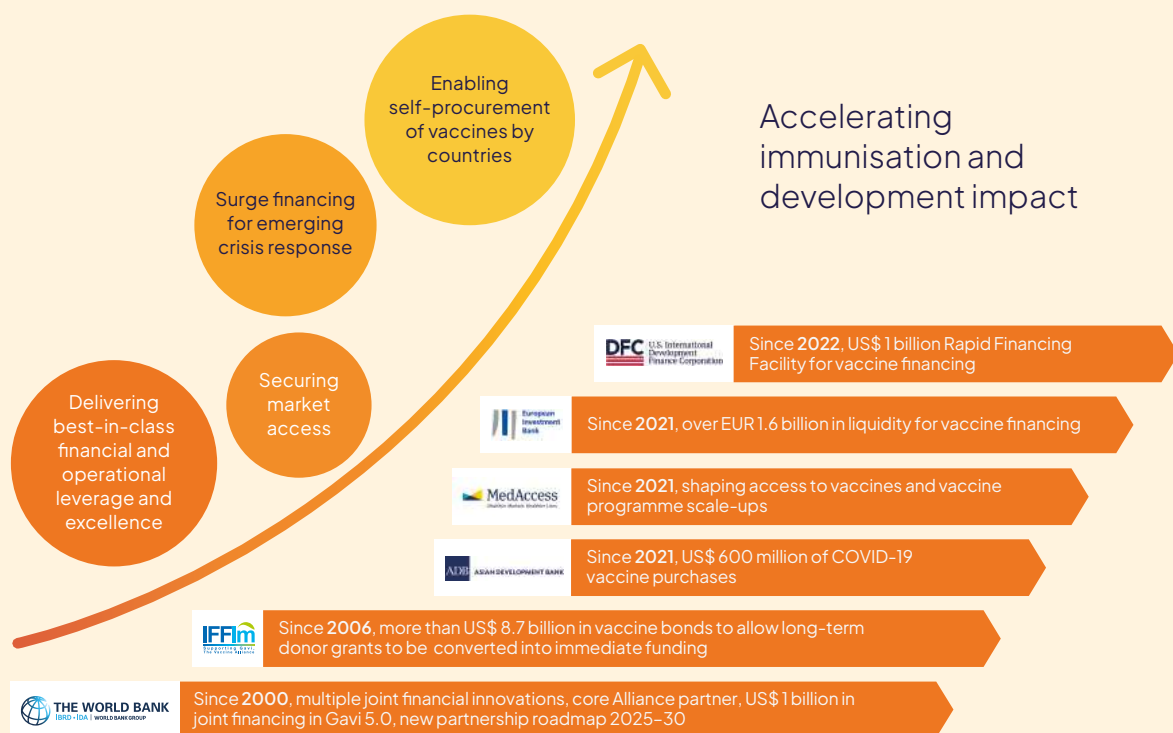 Enabling
self-procurement
of vaccines by
countries
Accelerating
immunisation and
development impact
Surge financing
for emerging
crisis response
Securing
market
access
Delivering
best-in-class
financial and
operational
leverage and
excellence
DFC
U.S. International
Development
Finance Corporation
Since 2022, US$ 1 billion Rapid Financing
Facility for vaccine financing
European
Investment
Bank
Since 2021, over EUR 1.6 billion in liquidity for vaccine financing
MedAccess
Since 2021, shaping access to vaccines and vaccine
programme scale-ups
ADB ASIAN DEVELOPMENT BANK
Since 2021, US$ 600 million of COVID-19
vaccine purchases
IFFIm
Supporting Gavi,
The Vaccine Alliance
Since 2006, more than US$ 8.7 billion in vaccine bonds to allow long-term
donor grants to be converted into immediate funding
THE WORLD BANK
IBRD • IDA | WORLD BANK GROUP
Since 2000, multiple joint financial innovations, core Alliance partner, US$ 1 billion in
joint financing in Gavi 5.0, new partnership roadmap 2025–30